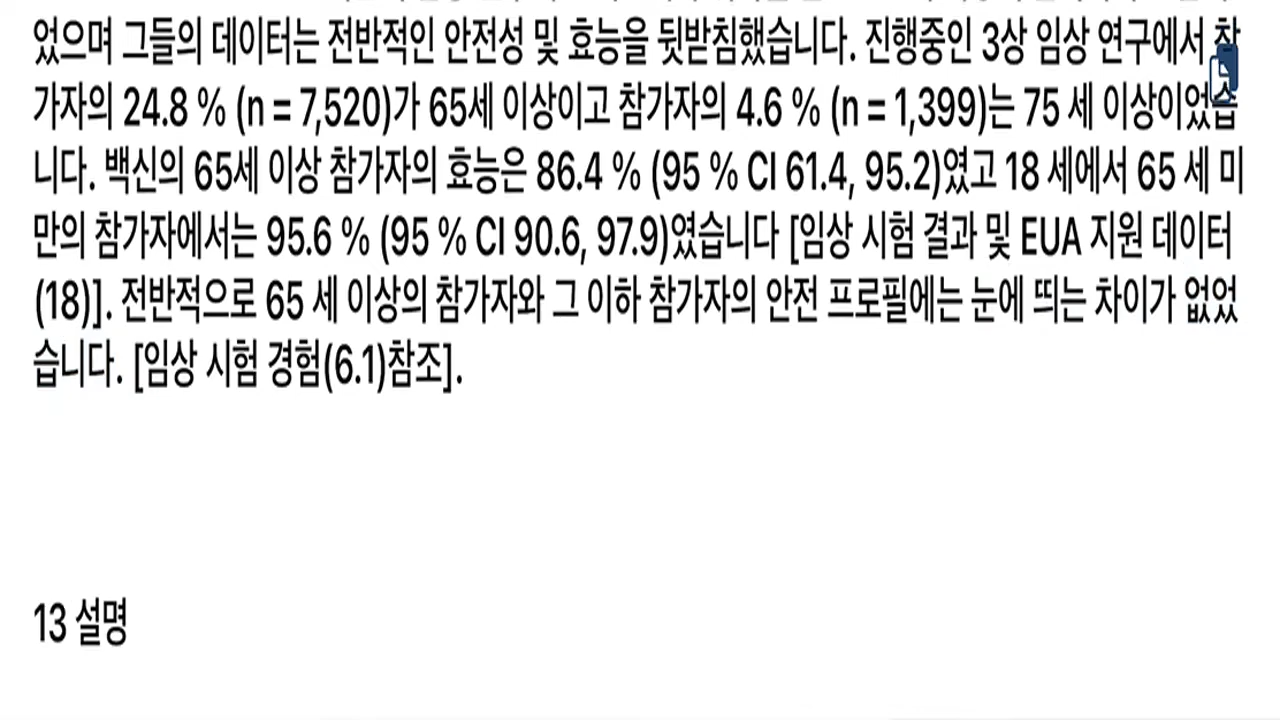 었으며 그들의 데이터는 전반적인 안전성 및 효능을 뒷받침했습니다. 진행중인 3상 임상 연구에서 참
가자의 24.8 % (n = 7,520)가 65세 이상이고 참가자의 4.6 % (n = 1,399)는 75 세 이상이었습
니다. 백신의 65세 이상 참가자의 효능은 86.4 % (95 % CI 61.4, 95.2)였고 18 세에서 65 세 미
만의 참가자에서는 95.6 % (95 % CI 90.6, 97.9)였습니다 [임상 시험 결과 및 EUA 지원 데이터
(18)]. 전반적으로 65 세 이상의 참가자와 그 이하 참가자의 안전 프로필에는 눈에 띄는 차이가 없었
습니다. [임상 시험 경험(6.1)참조].
13 설명